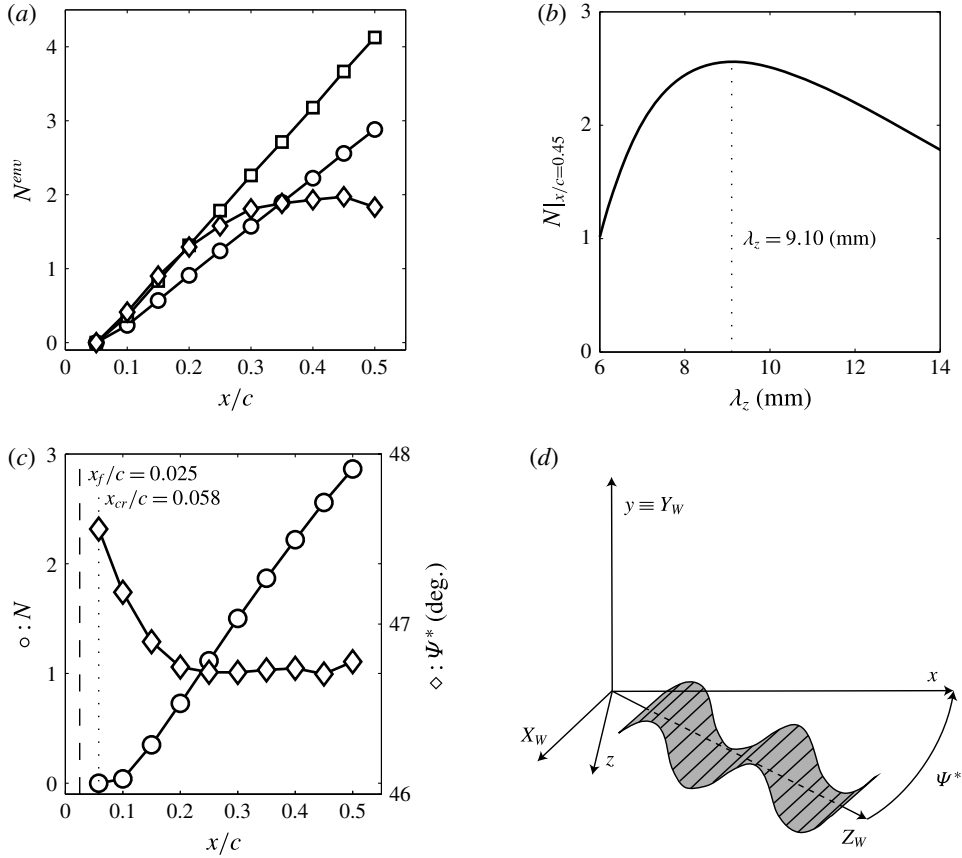 (a)
4
3
2
1
0
N^env
0 0.1 0.2 0.3 0.4 0.5
x/c
(b)
3
2
1
0
N|x/c=0.45
λz = 9.10 (mm)
6 8 10 12 14
λz (mm)
(c)
3
2
1
0
○ : N
xf/c = 0.025
xcr/c = 0.058
48
47
46
◇ : Ψ* (deg.)
0 0.1 0.2 0.3 0.4 0.5
x/c
(d)
y ≡ YW
x
XW
z
Ψ*
ZW